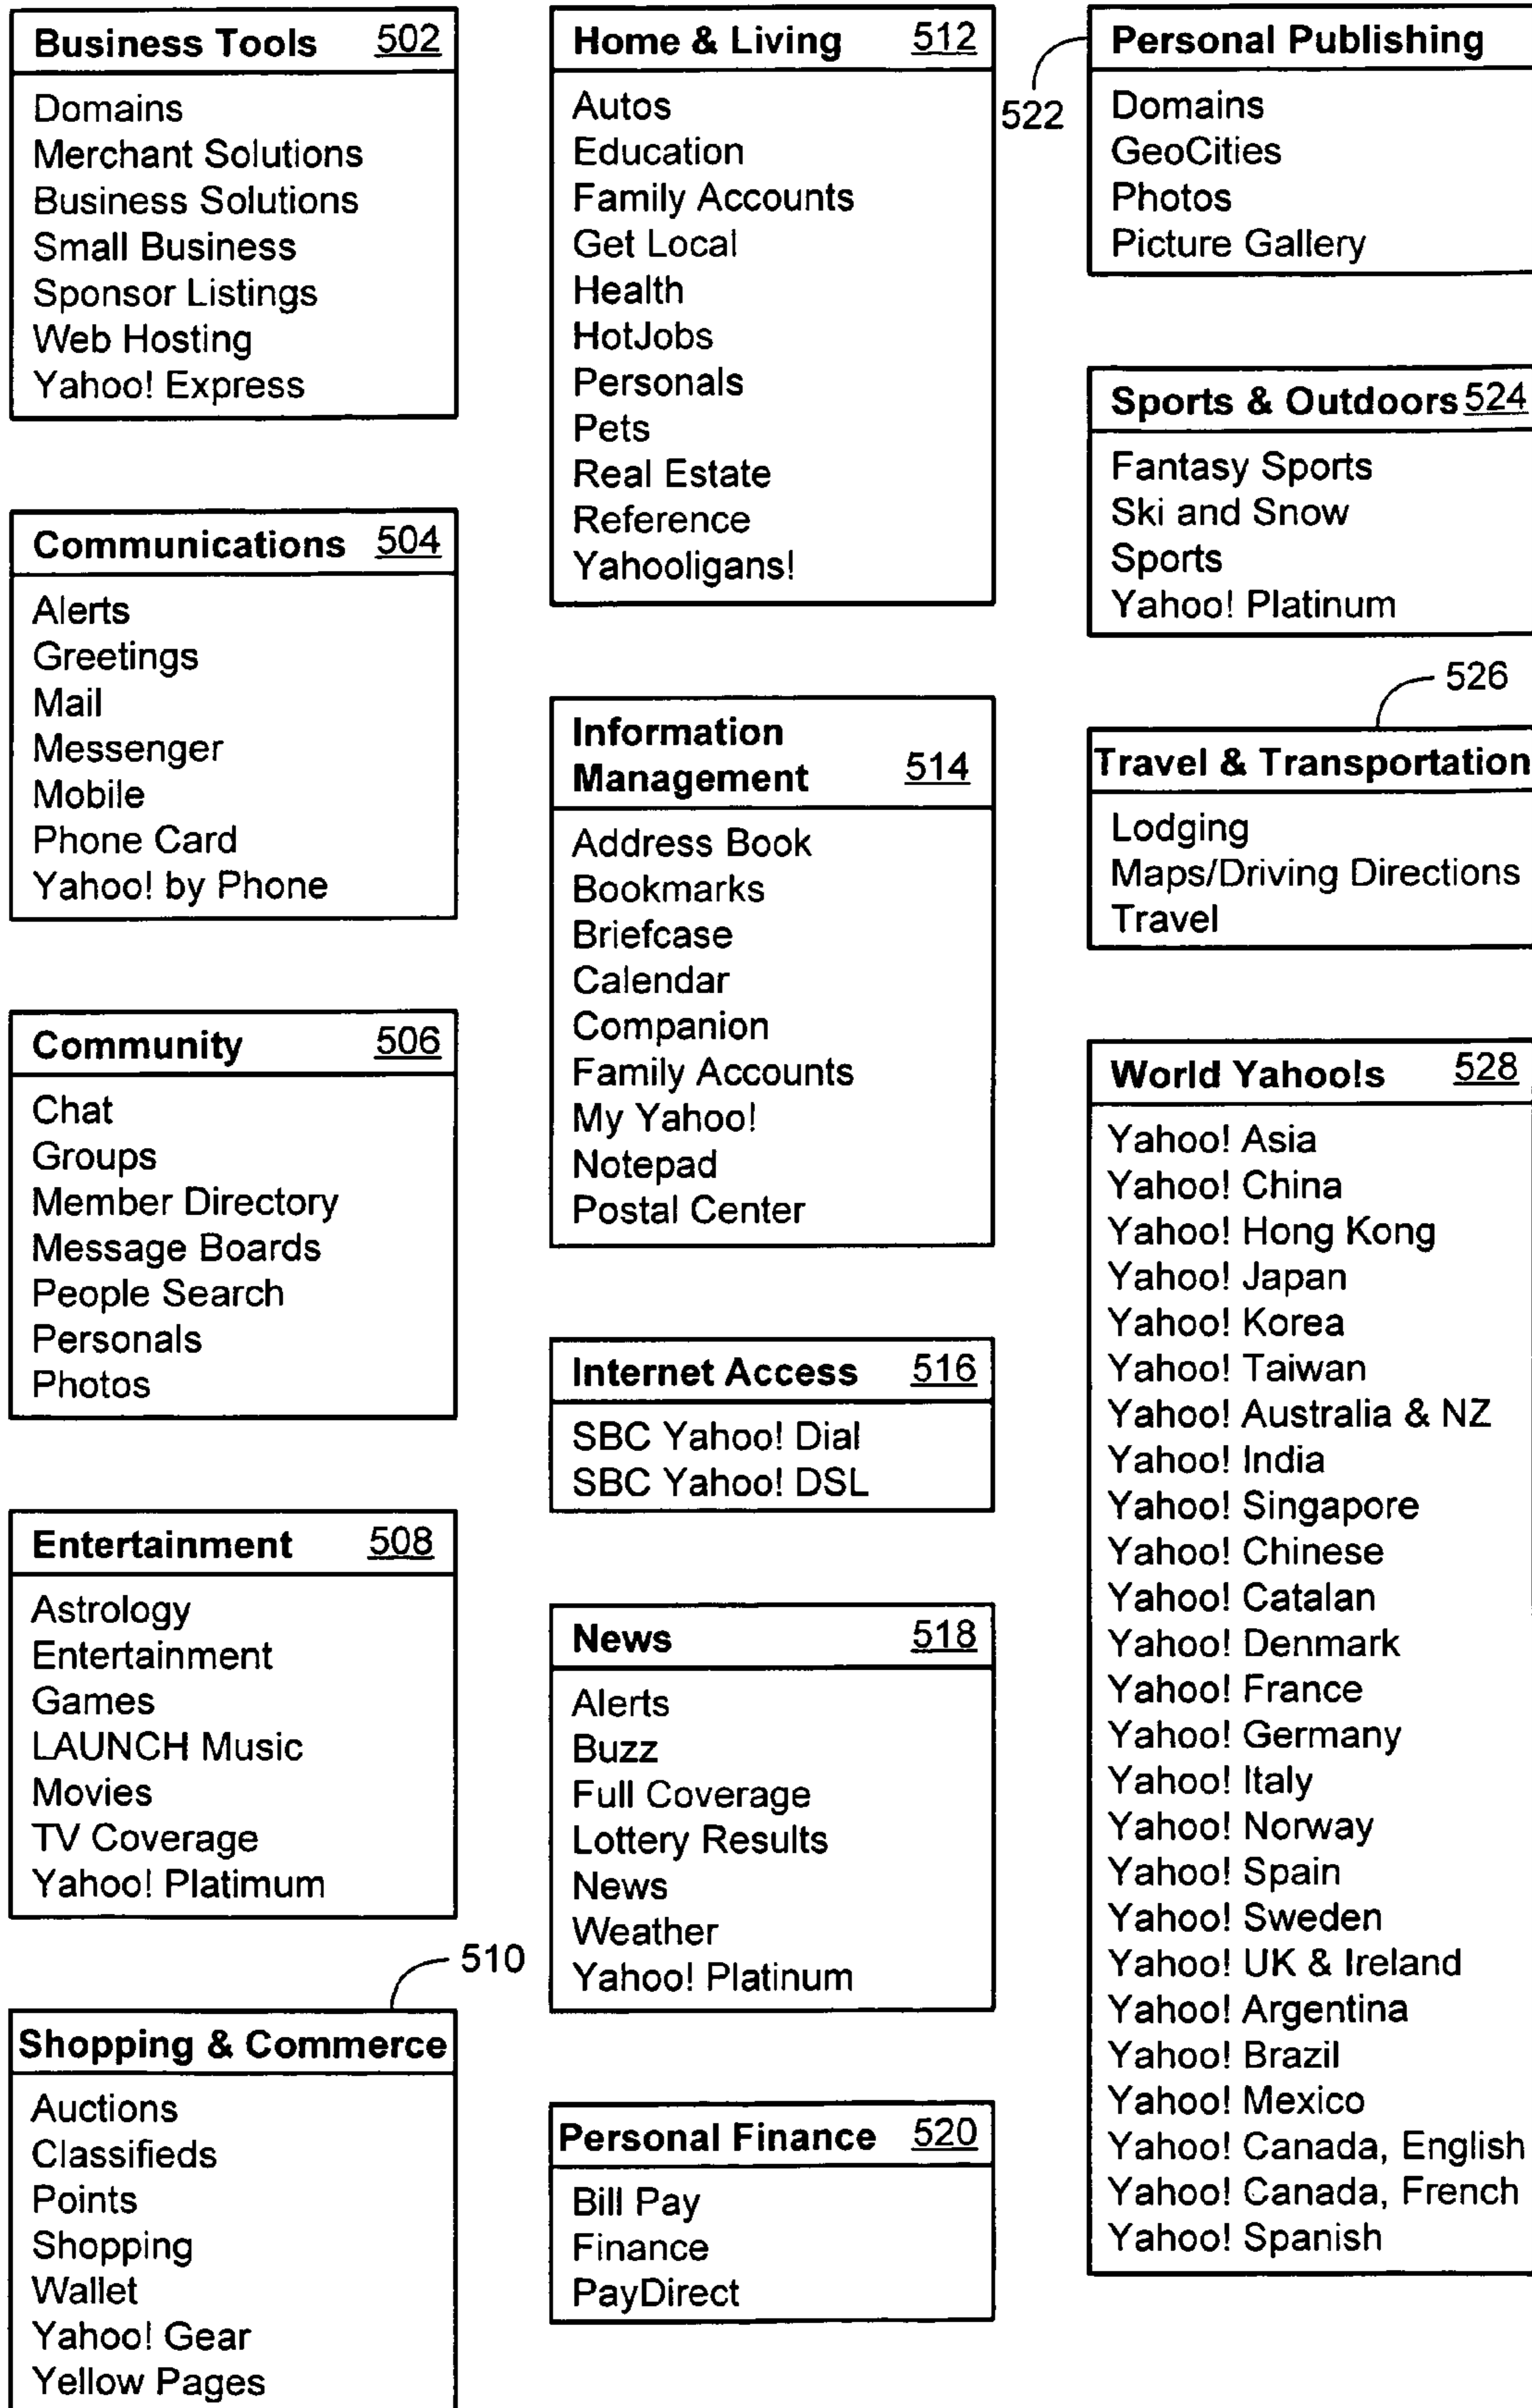 Business Tools 502
Domains
Merchant Solutions
Business Solutions
Small Business
Sponsor Listings
Web Hosting
Yahoo! Express
Communications 504
Alerts
Greetings
Mail
Messenger
Mobile
Phone Card
Yahoo! by Phone
Community 506
Chat
Groups
Member Directory
Message Boards
People Search
Personals
Photos
Entertainment 508
Astrology
Entertainment
Games
LAUNCH Music
Movies
TV Coverage
Yahoo! Platimum
510
Shopping & Commerce
Auctions
Classifieds
Points
Shopping
Wallet
Yahoo! Gear
Yellow Pages
Home & Living 512
Autos
Education
Family Accounts
Get Local
Health
HotJobs
Personals
Pets
Real Estate
Reference
Yahooligans!
Information
Management 514
Address Book
Bookmarks
Briefcase
Calendar
Companion
Family Accounts
My Yahoo!
Notepad
Postal Center
Internet Access 516
SBC Yahoo! Dial
SBC Yahoo! DSL
News 518
Alerts
Buzz
Full Coverage
Lottery Results
News
Weather
Yahoo! Platinum
Personal Finance 520
Bill Pay
Finance
PayDirect
522
Personal Publishing
Domains
GeoCities
Photos
Picture Gallery
Sports & Outdoors 524
Fantasy Sports
Ski and Snow
Sports
Yahoo! Platinum
526
Travel & Transportation
Lodging
Maps/Driving Directions
Travel
World Yahoo!s 528
Yahoo! Asia
Yahoo! China
Yahoo! Hong Kong
Yahoo! Japan
Yahoo! Korea
Yahoo! Taiwan
Yahoo! Australia & NZ
Yahoo! India
Yahoo! Singapore
Yahoo! Chinese
Yahoo! Catalan
Yahoo! Denmark
Yahoo! France
Yahoo! Germany
Yahoo! Italy
Yahoo! Norway
Yahoo! Spain
Yahoo! Sweden
Yahoo! UK & Ireland
Yahoo! Argentina
Yahoo! Brazil
Yahoo! Mexico
Yahoo! Canada, English
Yahoo! Canada, French
Yahoo! Spanish